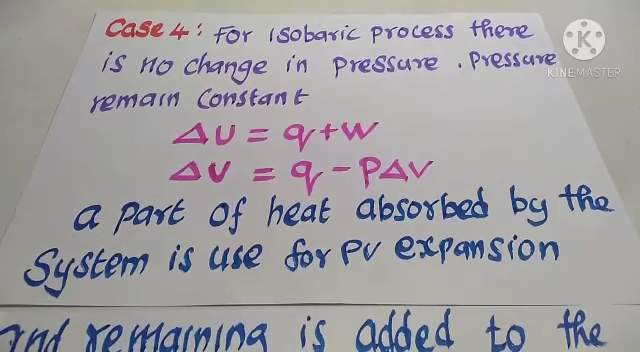 Case 4: For isobaric process there
is no change in pressure. Pressure
remain constant
ΔU = q+W
ΔU = q - PΔV
a part of heat absorbed by the
System is use for PV expansion
and remaining is added to the
K
KINEMASTER